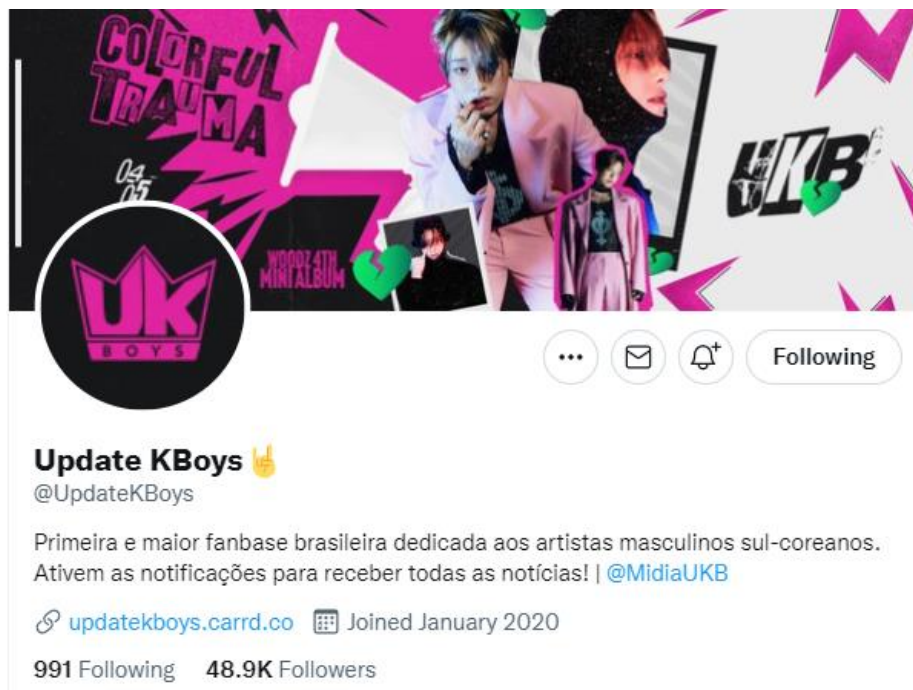 COLORFUL
TRAUMA
04
05
WOODZ 4TH
MINI ALBUM
UKB
UK
BOYS
Following
Update KBoys🤘
@UpdateKBoys
Primeira e maior fanbase brasileira dedicada aos artistas masculinos sul-coreanos.
Ativem as notificações para receber todas as notícias! | @MidiaUKB
updatekboys.carrd.co Joined January 2020
991 Following 48.9K Followers